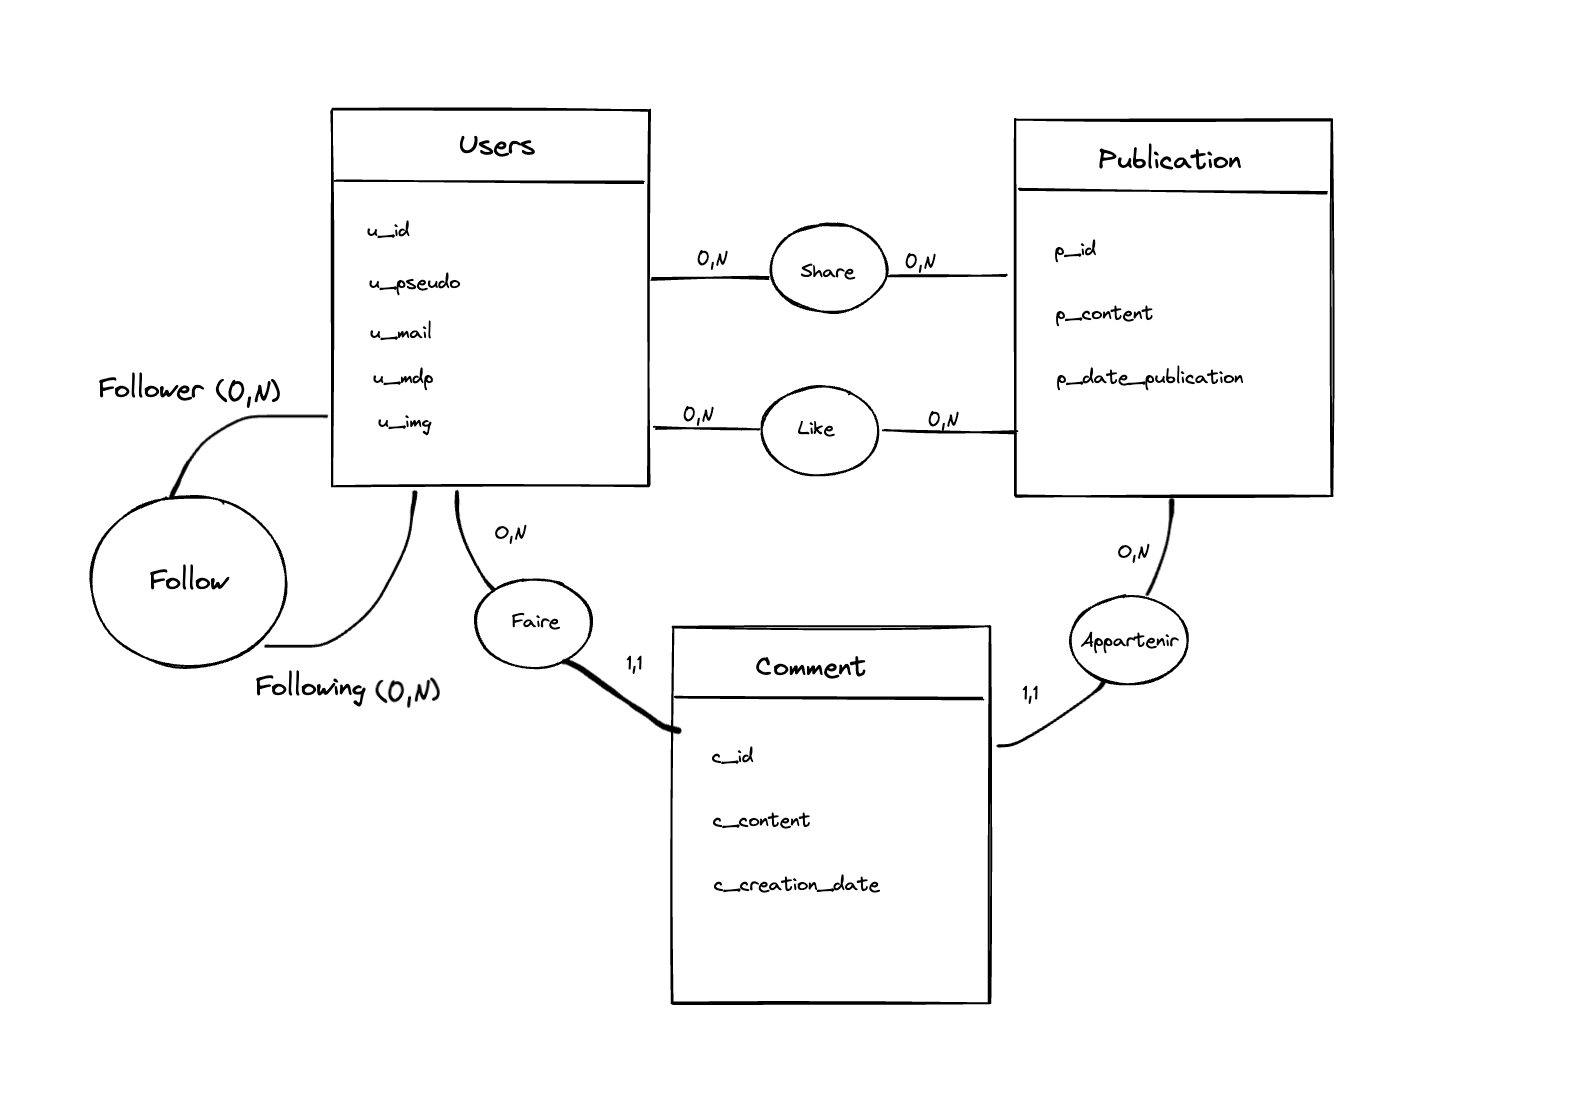 Users
u_id
u_pseudo
u_mail
u_mdp
u_img
Publication
p_id
p_content
p_date_publication
0,N
Share
0,N
0,N
Like
0,N
Follower (0,N)
Follow
Following (0,N)
0,N
Faire
1,1
0,N
Appartenir
1,1
Comment
c_id
c_content
c_creation_date